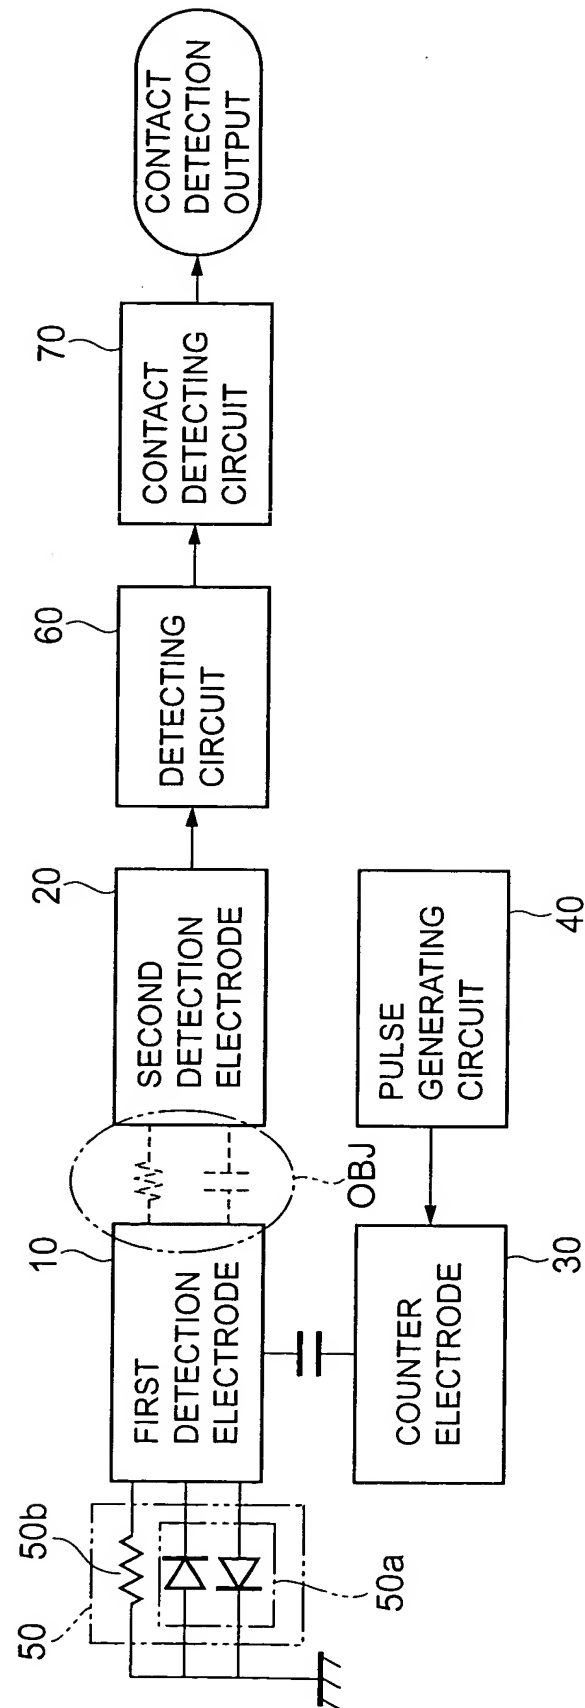 50
50b
50a
10
FIRST
DETECTION
ELECTRODE
OBJ
20
SECOND
DETECTION
ELECTRODE
60
DETECTING
CIRCUIT
70
CONTACT
DETECTING
CIRCUIT
CONTACT
DETECTION
OUTPUT
COUNTER
ELECTRODE
30
PULSE
GENERATING
CIRCUIT
40